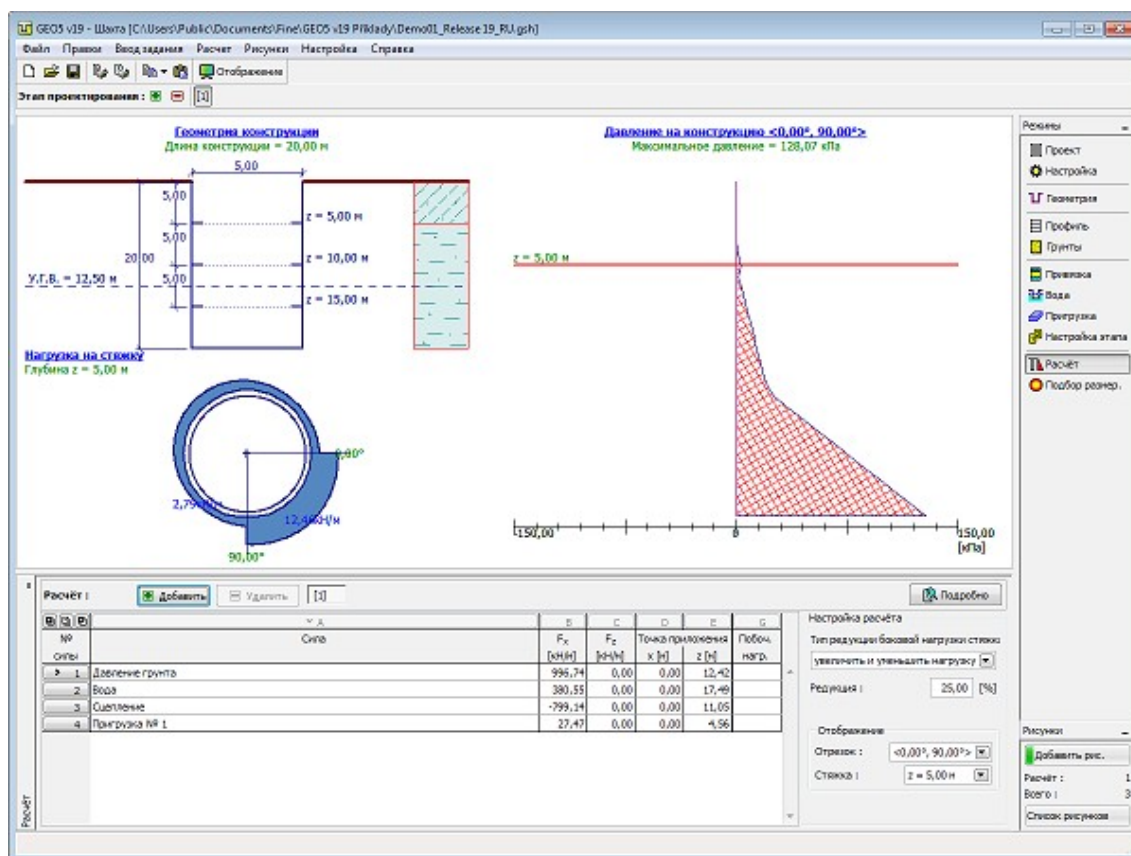 GEO5 v19 - Шахта [C:\Users\Public\Documents\Fine\GEO5 v19 Příklady\Demo01_Release 19_RU.gsh]
Файл Правки Ввод задания Расчет Рисунки Настройка Справка
Отображение
Этап проектирования : [1]
Геометрия конструкции
Длина конструкции = 20,00 м
5,00
5,00
z = 5,00 м
5,00
20,00
z = 10,00 м
У.Г.В. = 12,50 м
5,00
z = 15,00 м
Нагрузка на стяжку
Глубина z = 5,00 м
0,00°
2,79кН/м
12,46кН/м
90,00°
Давление на конструкцию <0,00°, 90,00°>
Максимальное давление = 128,07 кПа
z = 5,00 м
-150,00
0
150,00
[кПа]
Режимы
Проект
Настройка
Геометрия
Профиль
Грунты
Привязка
Вода
Пригрузка
Настройка этапа
Расчёт
Подбор размер.
Расчёт : Добавить Удалить [1] Подробно
A B C D E G
№ силы Сила Fx [кН/м] Fz [кН/м] Точка приложения x [м] z [м] Побоч. нагр.
1 Давление грунта 996,74 0,00 0,00 12,42
2 Вода 380,55 0,00 0,00 17,49
3 Сцепление -799,14 0,00 0,00 11,05
4 Пригрузка № 1 27,47 0,00 0,00 4,56
Настройка расчёта
Тип редукции боковой нагрузки стяжки
увеличить и уменьшить нагрузку
Редукция : 25,00 [%]
Отображение
Отрезок : <0,00°, 90,00°>
Стяжка : z = 5,00 м
Расчёт
Рисунки
Добавить рис.
Расчёт : 1
Всего : 3
Список рисунков